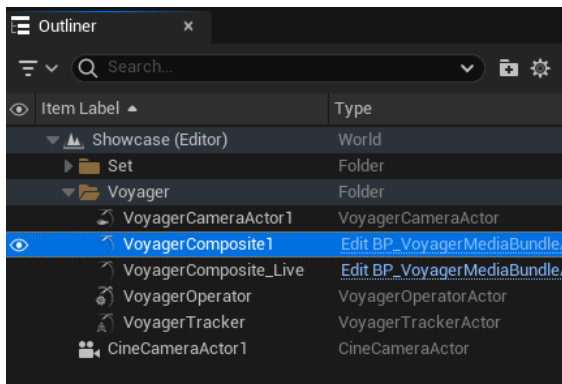 Outliner
Search...
Item Label Type
Showcase (Editor) World
Set Folder
Voyager Folder
VoyagerCameraActor1 VoyagerCameraActor
VoyagerComposite1 Edit BP_VoyagerMediaBundle
VoyagerComposite_Live Edit BP_VoyagerMediaBundle
VoyagerOperator VoyagerOperatorActor
VoyagerTracker VoyagerTrackerActor
CineCameraActor1 CineCameraActor